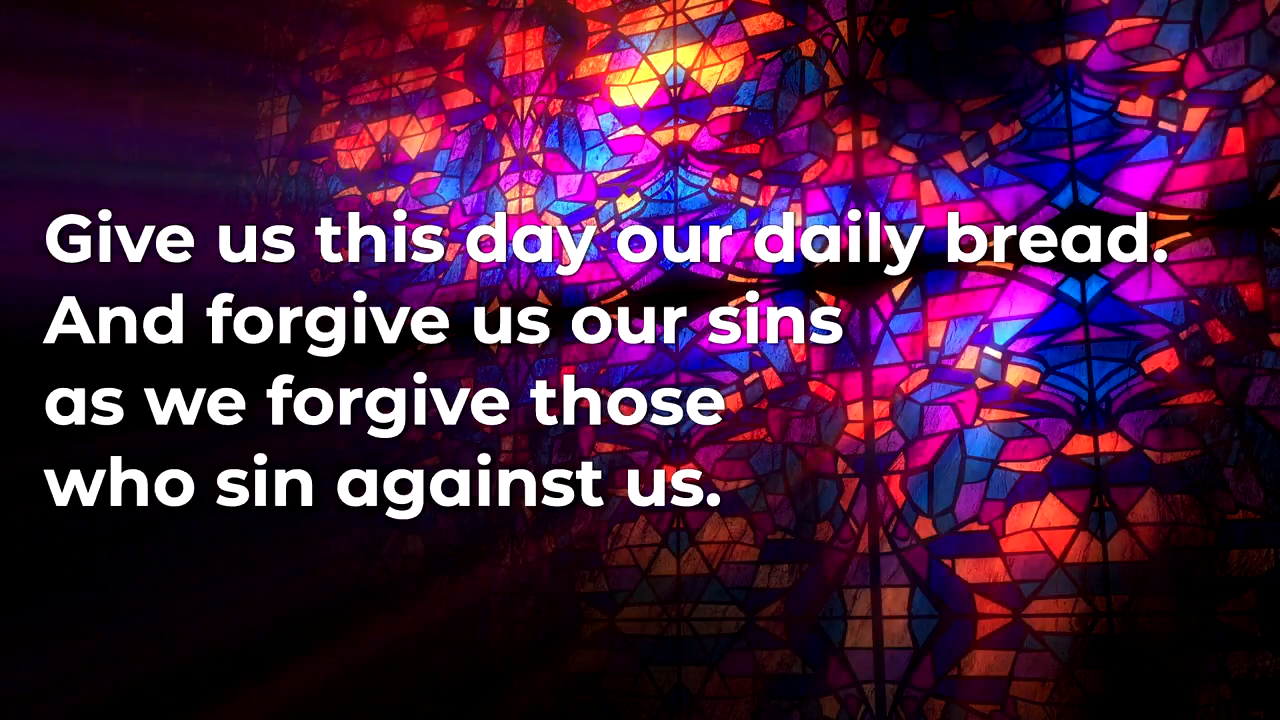 Give us this day our daily bread.
And forgive us our sins
as we forgive those
who sin against us.